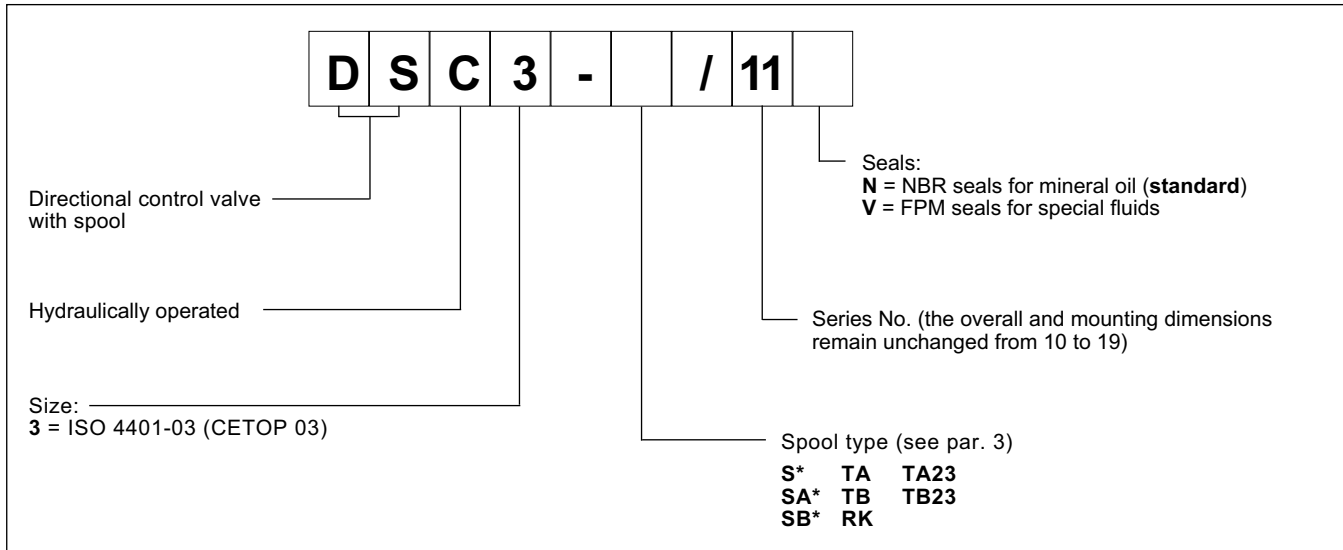 D S C 3 - / 11
Directional control valve
with spool
Hydraulically operated
Size:
3 = ISO 4401-03 (CETOP 03)
Seals:
N = NBR seals for mineral oil (standard)
V = FPM seals for special fluids
Series No. (the overall and mounting dimensions
remain unchanged from 10 to 19)
Spool type (see par. 3)
S* TA TA23
SA* TB TB23
SB* RK